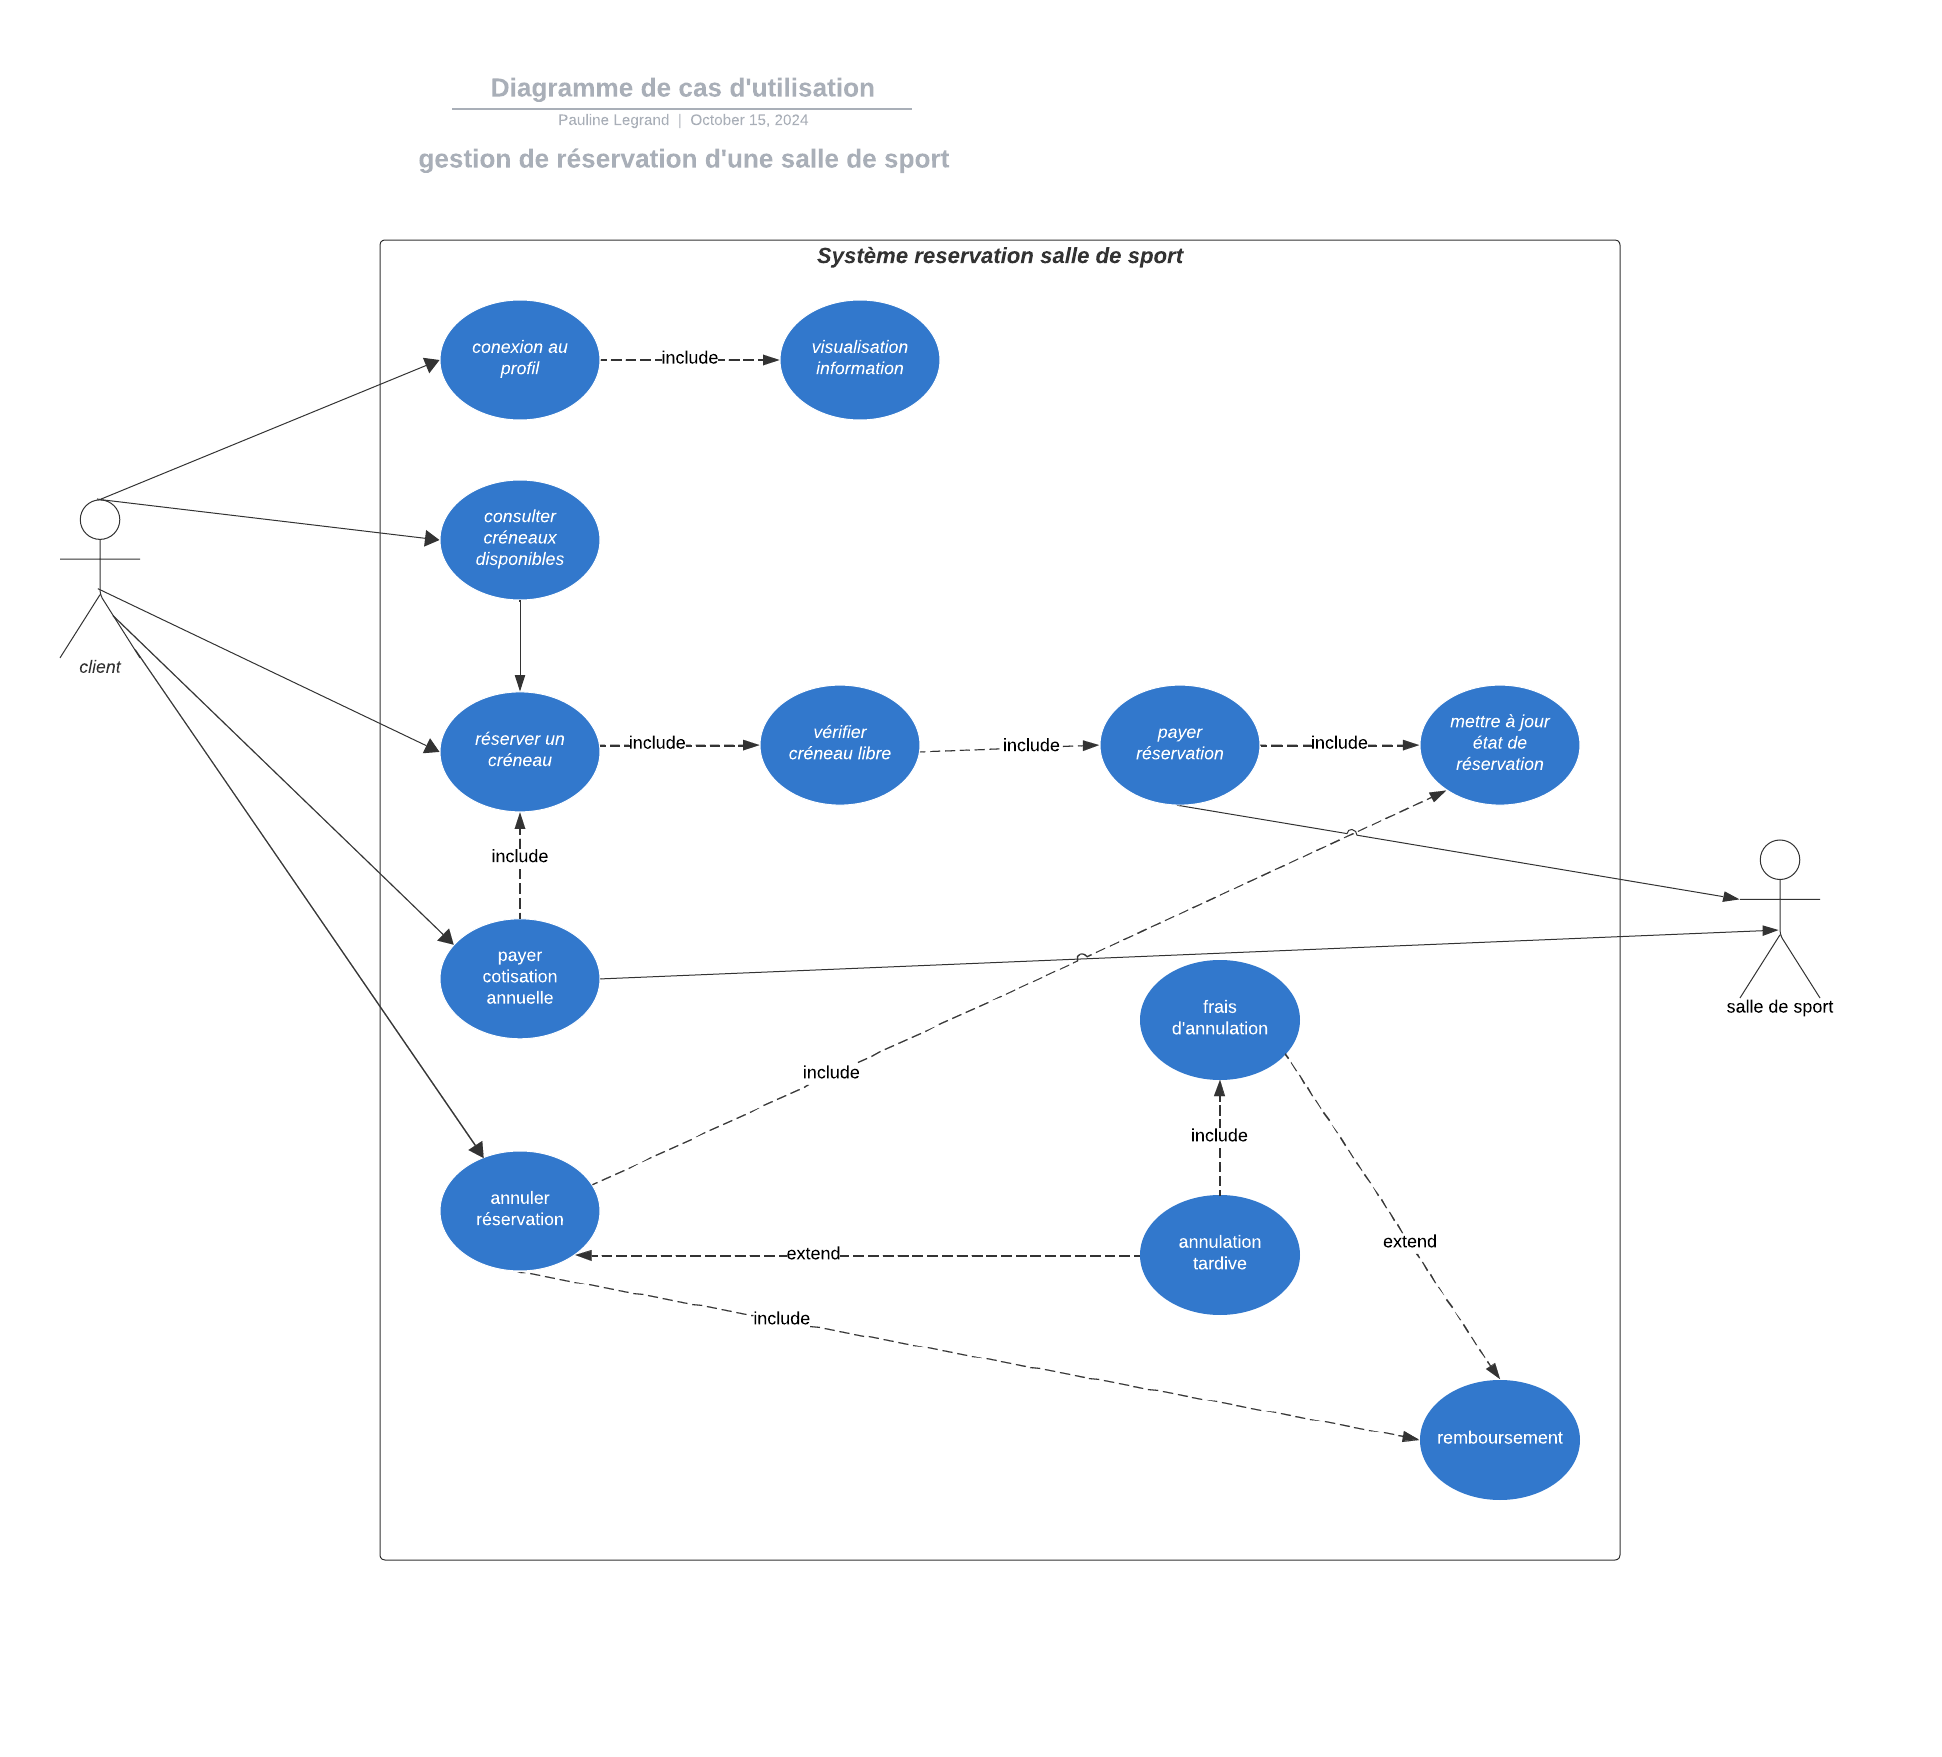 Diagramme de cas d'utilisation
Pauline Legrand | October 15, 2024
gestion de réservation d'une salle de sport
Système reservation salle de sport
conexion au
profil
include
visualisation
information
consulter
créneaux
disponibles
client
réserver un
créneau
include
vérifier
créneau libre
include
payer
réservation
include
mettre à jour
état de
réservation
include
payer
cotisation
annuelle
salle de sport
frais
d'annulation
include
include
annuler
réservation
extend
annulation
tardive
extend
include
remboursement